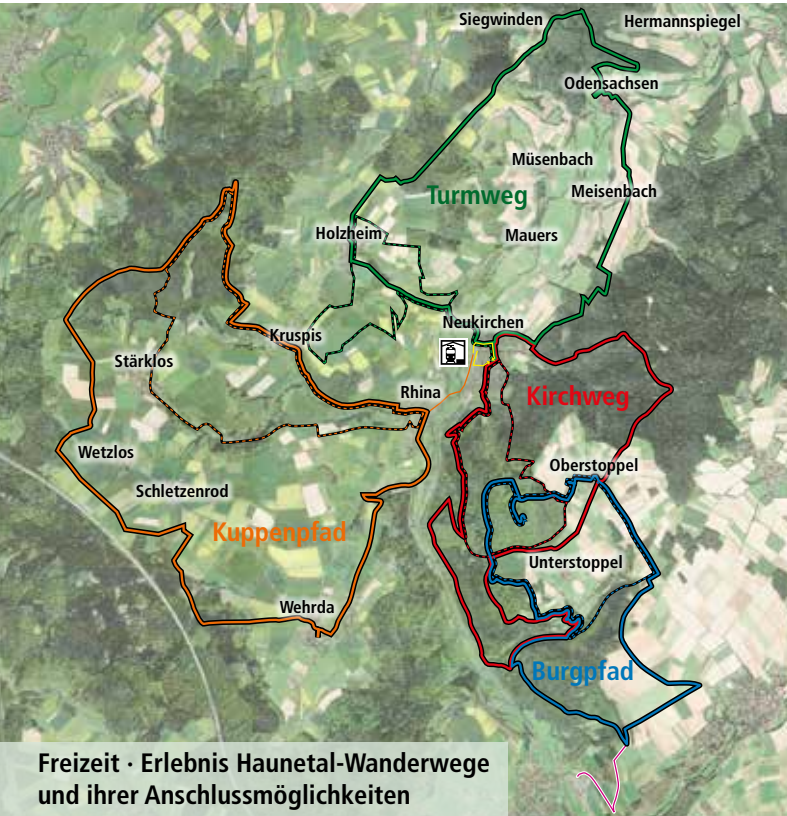 Siegwinden
Hermannspiegel
Odensachsen
Müsenbach
Turmweg
Meisenbach
Holzheim
Mauers
Neukirchen
Kruspis
Stärklos
Rhina
Kirchweg
Wetzlos
Oberstoppel
Schletzenrod
Kuppenpfad
Unterstoppel
Wehrda
Burgpfad
Freizeit · Erlebnis Haunetal-Wanderwege
und ihrer Anschlussmöglichkeiten